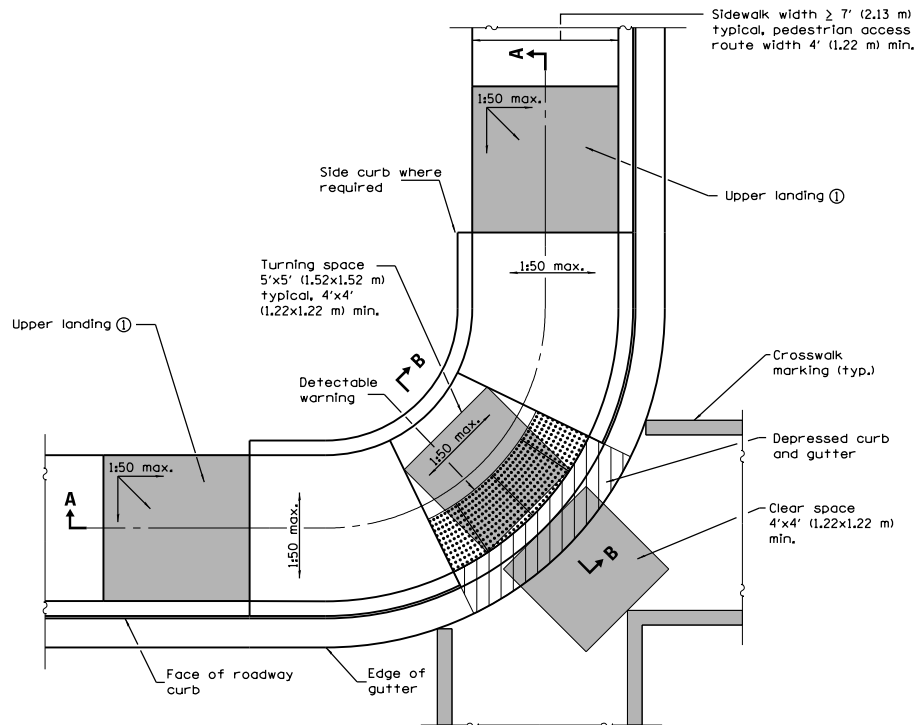 Sidewalk width ≥ 7' (2.13 m)
typical, pedestrian access
route width 4' (1.22 m) min.
A
1:50 max.
Side curb where
required
Upper landing ①
Turning space
5'x5' (1.52x1.52 m)
typical, 4'x4'
(1.22x1.22 m) min.
1:50 max.
Upper landing ①
B
Crosswalk
marking (typ.)
Detectable
warning
Depressed curb
and gutter
1:50 max.
1:50 max.
A
Clear space
4'x4' (1.22x1.22 m)
min.
1:50 max.
B
Face of roadway
curb
Edge of
gutter